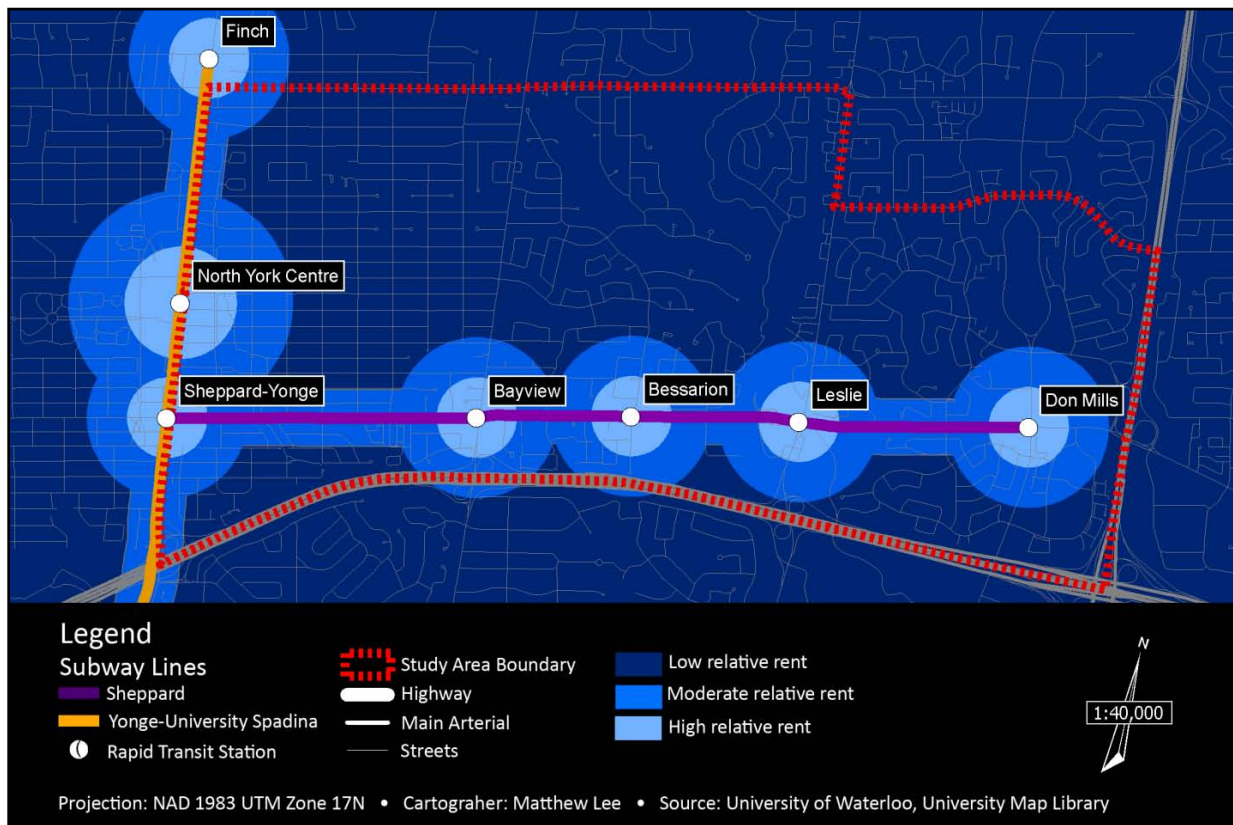 Finch
North York Centre
Sheppard-Yonge
Bayview
Bessarion
Leslie
Don Mills
Legend
Subway Lines
Sheppard
Yonge-University Spadina
Rapid Transit Station
Study Area Boundary
Highway
Main Arterial
Streets
Low relative rent
Moderate relative rent
High relative rent
N
1:40,000
Projection: NAD 1983 UTM Zone 17N • Cartograher: Matthew Lee • Source: University of Waterloo, University Map Library